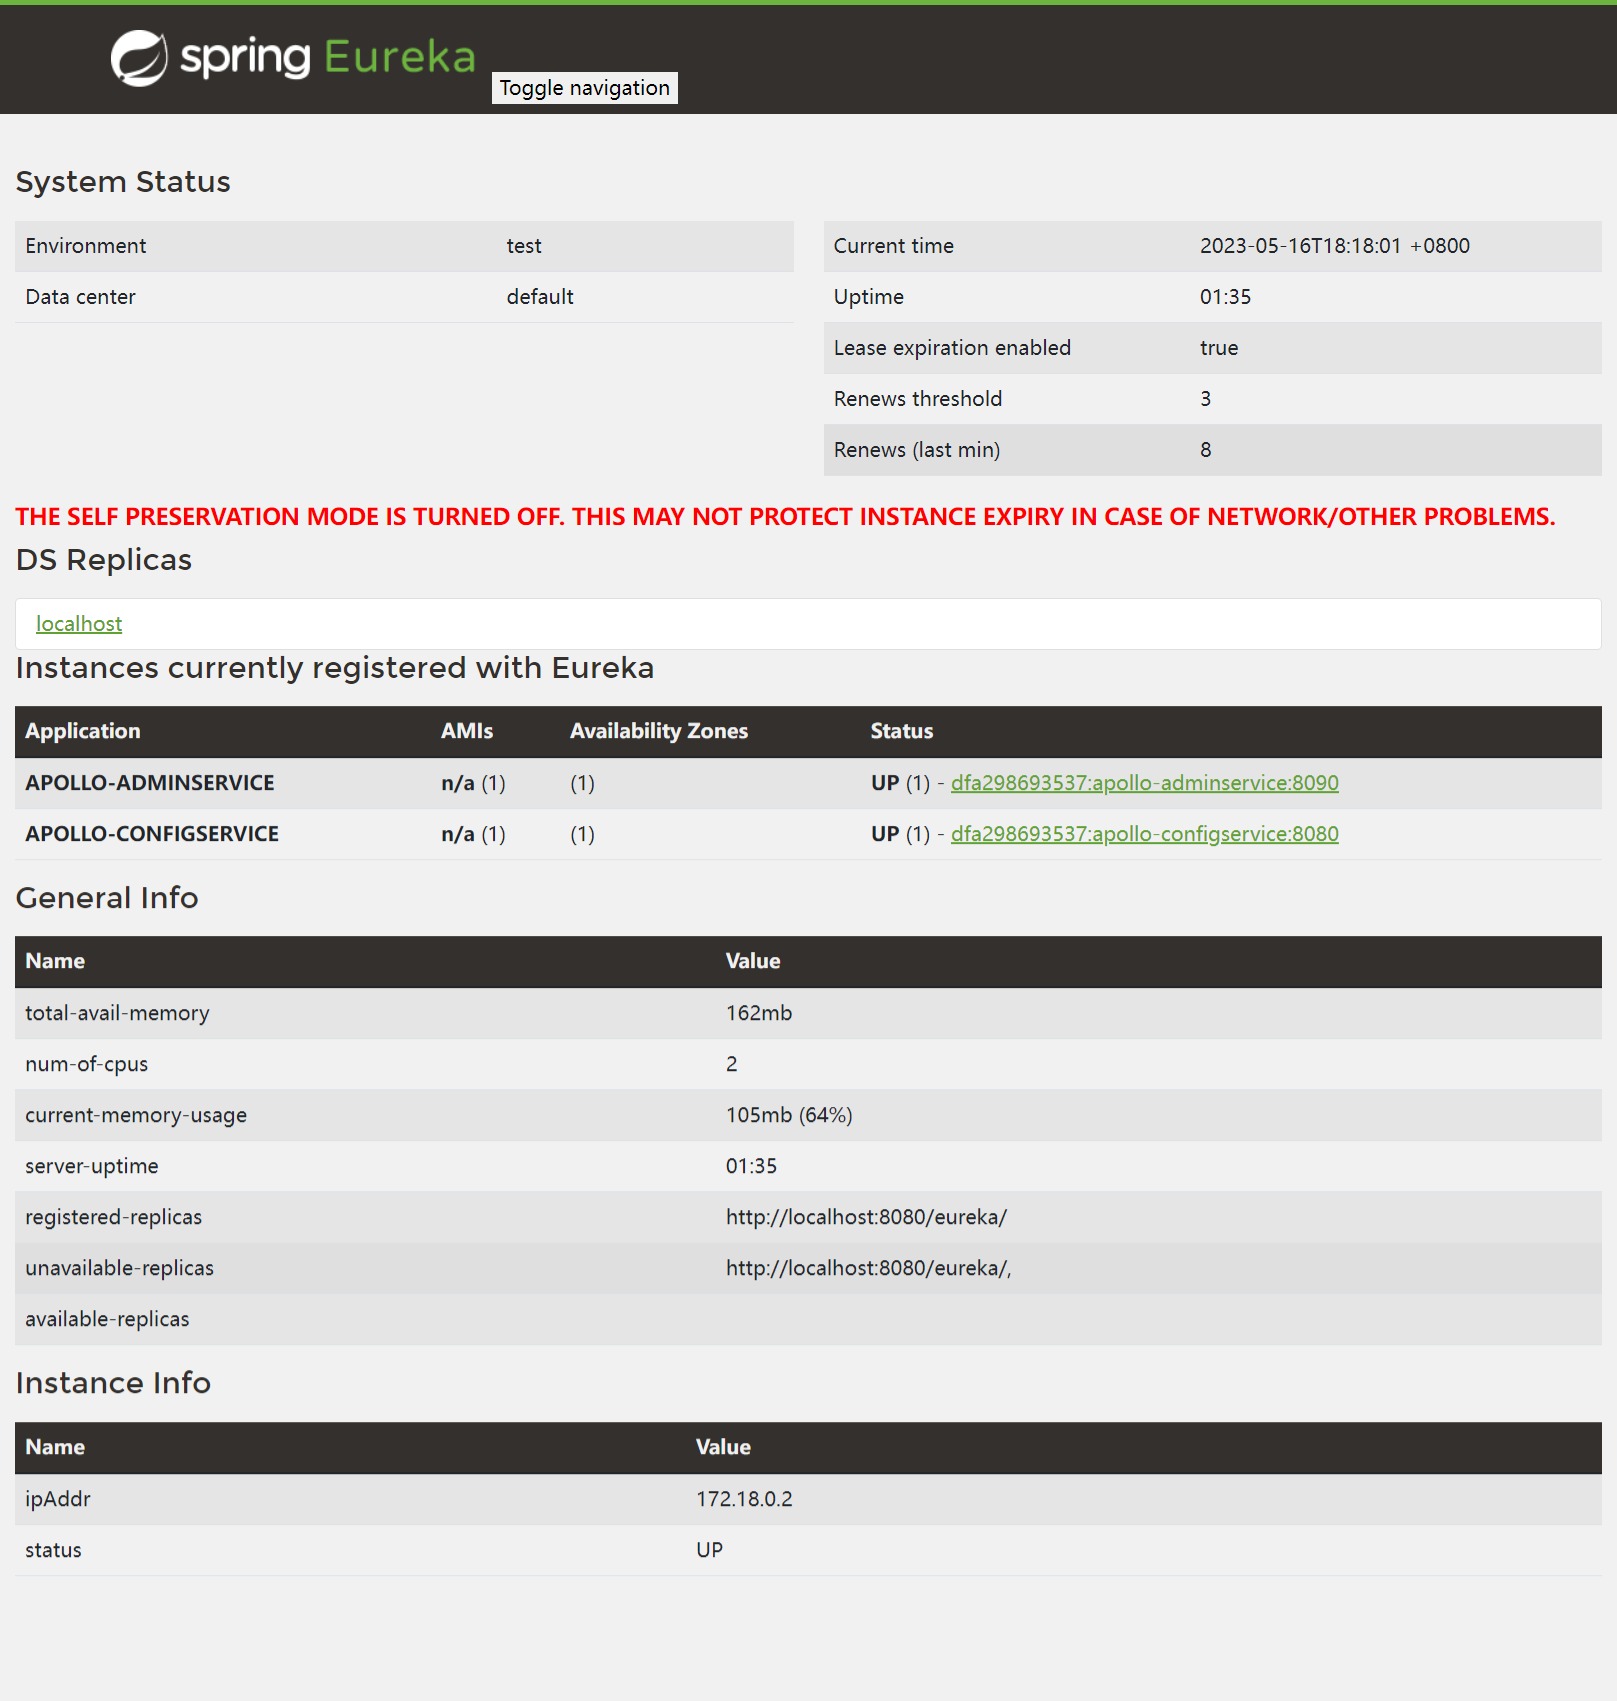 spring Eureka
Toggle navigation
System Status
Environment test
Data center default
Current time 2023-05-16T18:18:01 +0800
Uptime 01:35
Lease expiration enabled true
Renews threshold 3
Renews (last min) 8
THE SELF PRESERVATION MODE IS TURNED OFF. THIS MAY NOT PROTECT INSTANCE EXPIRY IN CASE OF NETWORK/OTHER PROBLEMS.
DS Replicas
localhost
Instances currently registered with Eureka
Application AMIs Availability Zones Status
APOLLO-ADMINSERVICE n/a (1) (1) UP (1) - dfa298693537:apollo-adminservice:8090
APOLLO-CONFIGSERVICE n/a (1) (1) UP (1) - dfa298693537:apollo-configservice:8080
General Info
Name Value
total-avail-memory 162mb
num-of-cpus 2
current-memory-usage 105mb (64%)
server-uptime 01:35
registered-replicas http://localhost:8080/eureka/
unavailable-replicas http://localhost:8080/eureka/,
available-replicas
Instance Info
Name Value
ipAddr 172.18.0.2
status UP